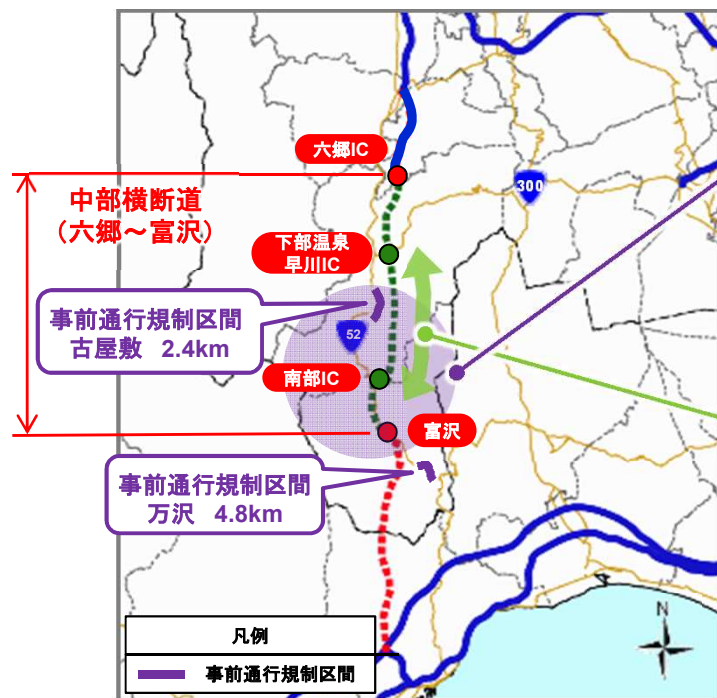 六郷IC
300
中部横断道
（六郷～富沢）
下部温泉
早川IC
事前通行規制区間
古屋敷 2.4km
52
南部IC
富沢
事前通行規制区間
万沢 4.8km
N
凡例
事前通行規制区間